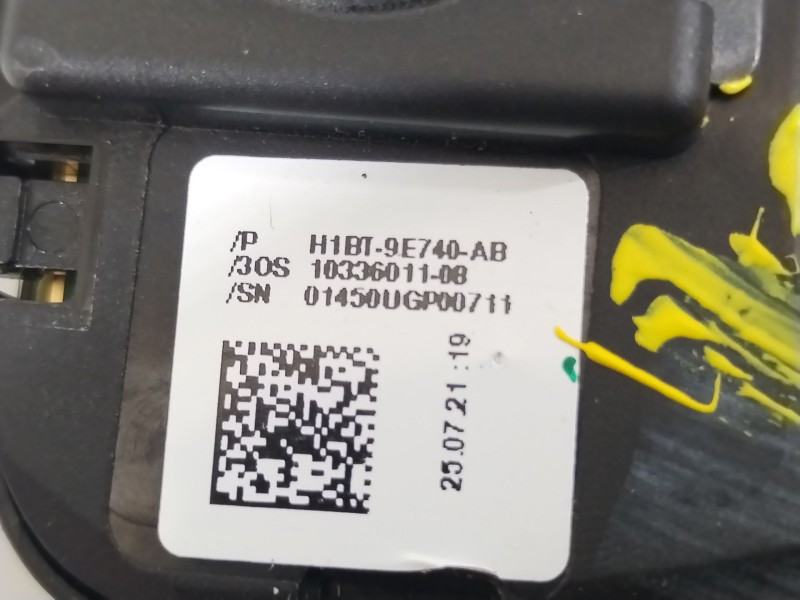 /P H1BT-9E740-AB
/30S 10336011-08
/SN 01450UGP00711
25.07.21 :19